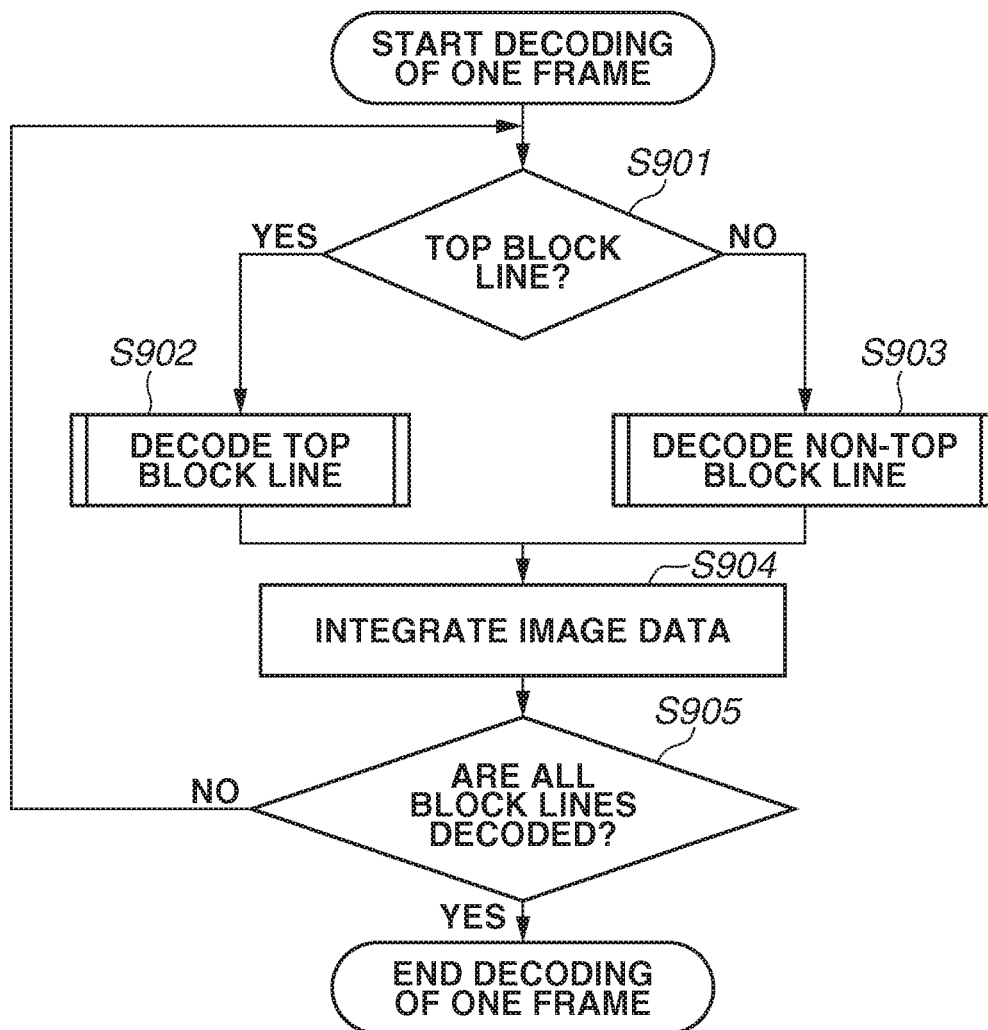 START DECODING
OF ONE FRAME
S901
YES
NO
TOP BLOCK
LINE?
S902
S903
DECODE TOP
BLOCK LINE
DECODE NON-TOP
BLOCK LINE
S904
INTEGRATE IMAGE DATA
S905
NO
ARE ALL
BLOCK LINES
DECODED?
YES
END DECODING
OF ONE FRAME